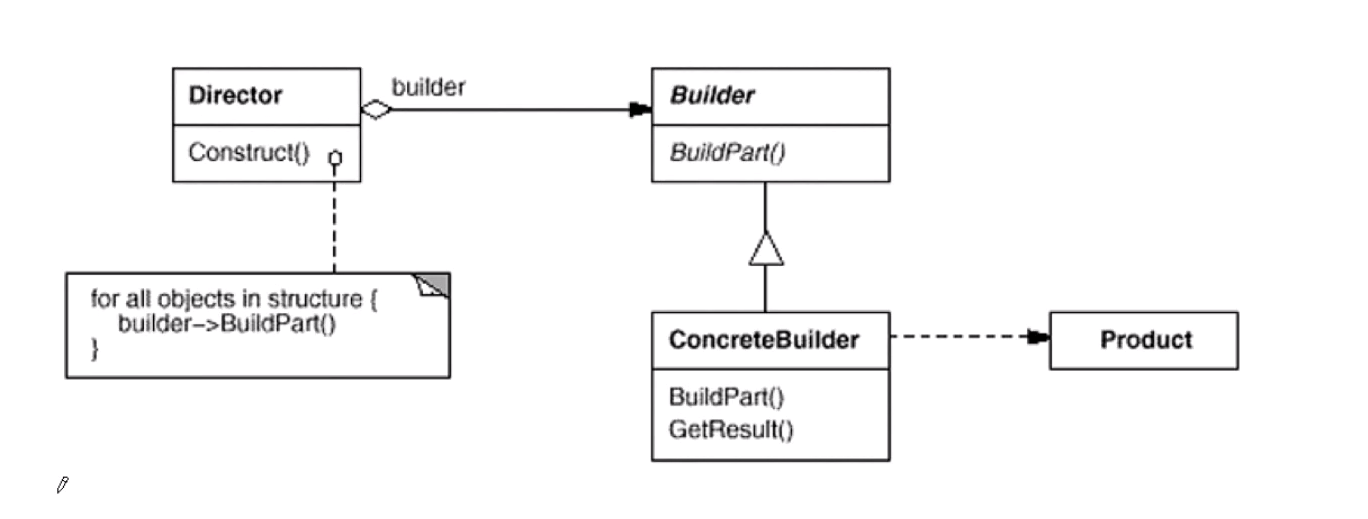 Director
builder
Builder
Construct()
BuildPart()
for all objects in structure {
builder->BuildPart()
}
ConcreteBuilder
Product
BuildPart()
GetResult()